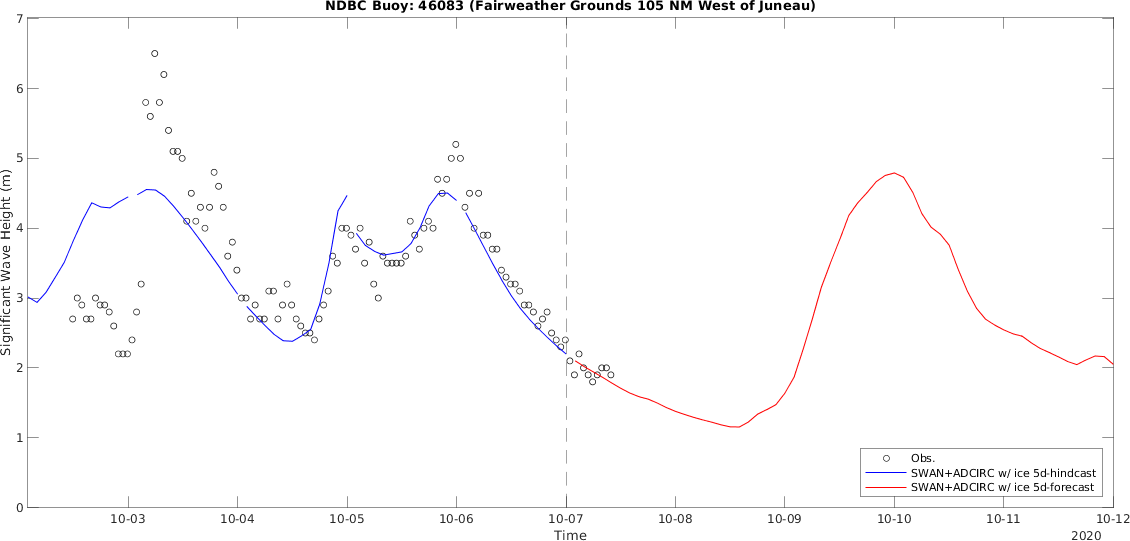 NDBC Buoy: 46083 (Fairweather Grounds 105 NM West of Juneau)
7
6
5
4
3
2
1
0
Significant Wave Height (m)
Obs.
SWAN+ADCIRC w/ ice 5d-hindcast
SWAN+ADCIRC w/ ice 5d-forecast
10-03 10-04 10-05 10-06 10-07 10-08 10-09 10-10 10-11 10-12
Time
2020